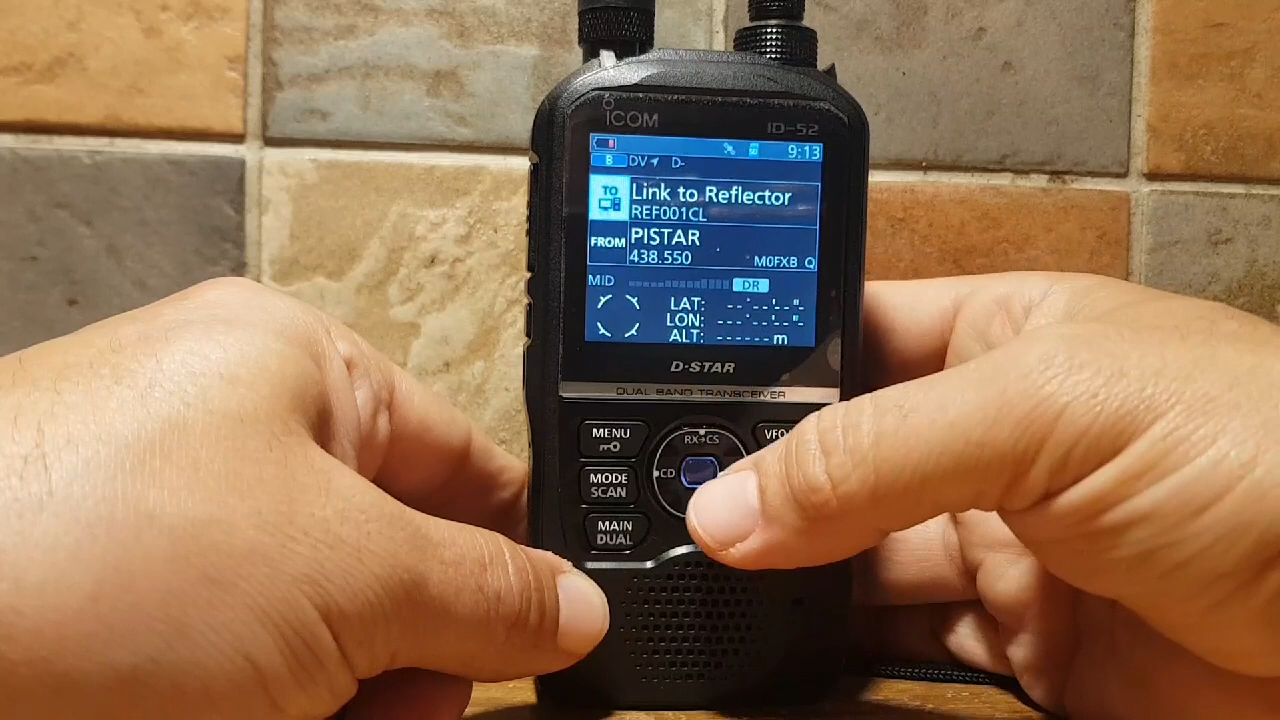 ICOM
ID-52
9:13
B DV D-
TO Link to Reflector
REF001CL
FROM PISTAR
438.550 M0FXB Q
MID DR
LAT: --°--'--"
LON: ---°--'--"
ALT: ------m
D-STAR
DUAL BAND TRANSCEIVER
MENU
RX→CS
MODE
SCAN
CD
MAIN
DUAL